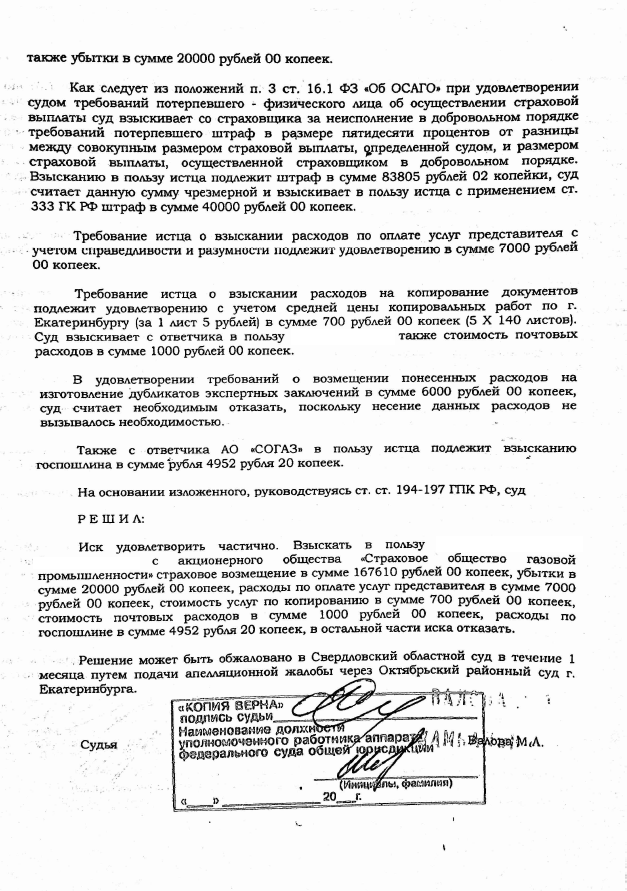 также убытки в сумме 20000 рублей 00 копеек.
Как следует из положений п. 3 ст. 16.1 ФЗ «Об ОСАГО» при удовлетворении
судом требований потерпевшего - физического лица об осуществлении страховой
выплаты суд взыскивает со страховщика за неисполнение в добровольном порядке
требований потерпевшего штраф в размере пятидесяти процентов от разницы
между совокупным размером страховой выплаты, определенной судом, и размером
страховой выплаты, осуществленной страховщиком в добровольном порядке.
Взысканию в пользу истца подлежит штраф в сумме 83805 рублей 02 копейки, суд
считает данную сумму чрезмерной и взыскивает в пользу истца с применением ст.
333 ГК РФ штраф в сумме 40000 рублей 00 копеек.
Требование истца о взыскании расходов по оплате услуг представителя с
учетом справедливости и разумности подлежит удовлетворению в сумме 7000 рублей
00 копеек.
Требование истца о взыскании расходов на копирование документов
подлежит удовлетворению с учетом средней цены копировальных работ по г.
Екатеринбургу (за 1 лист 5 рублей) в сумме 700 рублей 00 копеек (5 Х 140 листов).
Суд взыскивает с ответчика в пользу также стоимость почтовых
расходов в сумме 1000 рублей 00 копеек.
В удовлетворении требований о возмещении понесенных расходов на
изготовление дубликатов экспертных заключений в сумме 6000 рублей 00 копеек,
суд считает необходимым отказать, поскольку несение данных расходов не
вызывалось необходимостью.
Также с ответчика АО «СОГАЗ» в пользу истца подлежит взысканию
госпошлина в сумме рубля 4952 рубля 20 копеек.
На основании изложенного, руководствуясь ст. ст. 194-197 ГПК РФ, суд
Р Е Ш И Л:
Иск удовлетворить частично. Взыскать в пользу
с акционерного общества «Страховое общество газовой
промышленности» страховое возмещение в сумме 167610 рублей 00 копеек, убытки в
сумме 20000 рублей 00 копеек, расходы по оплате услуг представителя в сумме 7000
рублей 00 копеек, стоимость услуг по копированию в сумме 700 рублей 00 копеек,
стоимость почтовых расходов в сумме 1000 рублей 00 копеек, расходы по
госпошлине в сумме 4952 рубля 20 копеек, в остальной части иска отказать.
Решение может быть обжаловано в Свердловский областной суд в течение 1
месяца путем подачи апелляционной жалобы через Октябрьский районный суд г.
Екатеринбурга.
«КОПИЯ ВЕРНА»
подпись судьи
Наименование должности
Судья уполномоченного работника аппарата Валова М.Л.
федерального суда общей юрисдикции
(Инициалы, фамилия)
«___» ______________ 20___г.